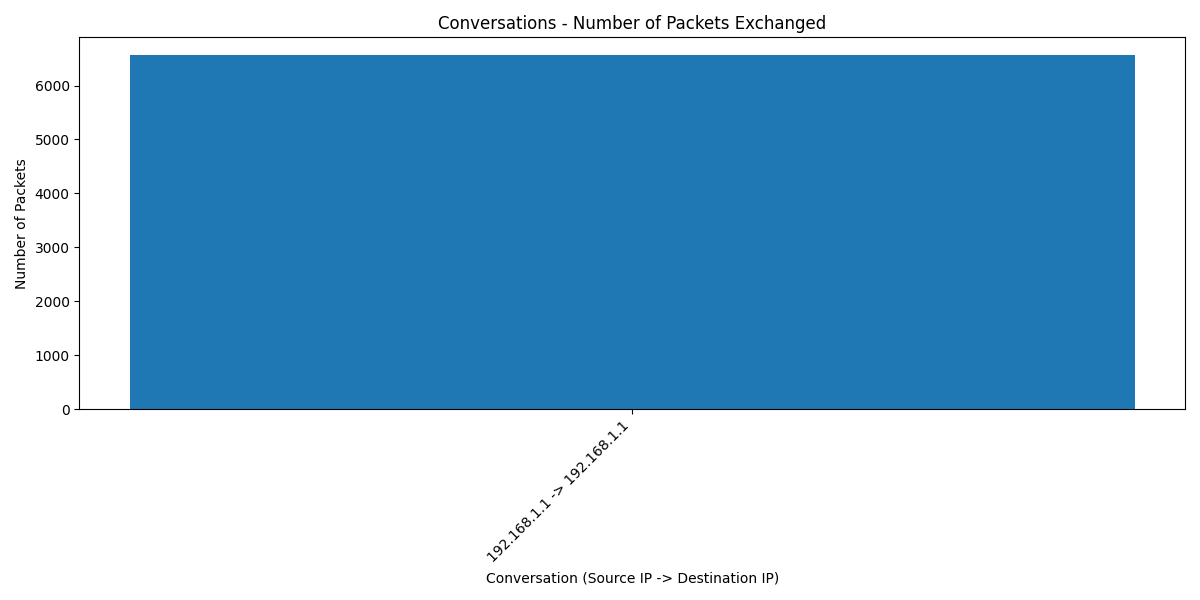 Conversations - Number of Packets Exchanged
Number of Packets
6000
5000
4000
3000
2000
1000
0
192.168.1.1 -> 192.168.1.1
Conversation (Source IP -> Destination IP)